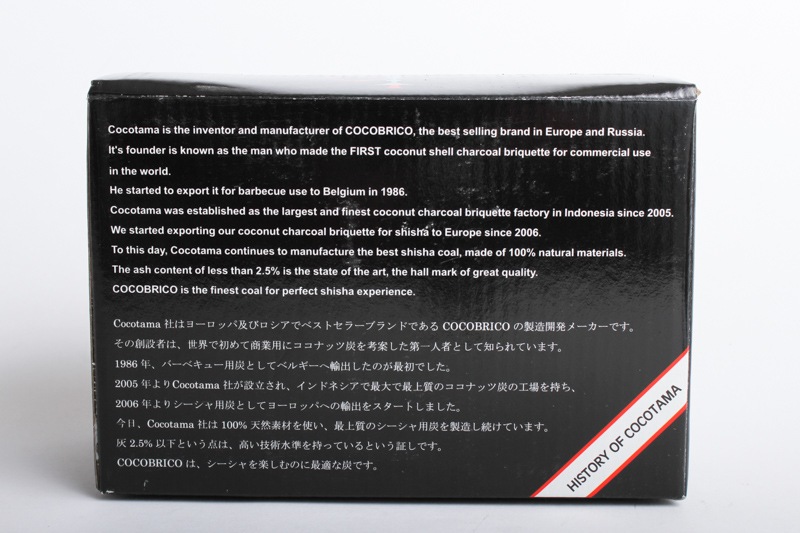 Cocotama is the inventor and manufacturer of COCOBRICO, the best selling brand in Europe and Russia.
It's founder is known as the man who made the FIRST coconut shell charcoal briquette for commercial use
in the world.
He started to export it for barbecue use to Belgium in 1986.
Cocotama was established as the largest and finest coconut charcoal briquette factory in Indonesia since 2005.
We started exporting our coconut charcoal briquette for shisha to Europe since 2006.
To this day, Cocotama continues to manufacture the best shisha coal, made of 100% natural materials.
The ash content of less than 2.5% is the state of the art, the hall mark of great quality.
COCOBRICO is the finest coal for perfect shisha experience.
Cocotama 社はヨーロッパ及びロシアでベストセラーブランドである COCOBRICO の製造開発メーカーです。
その創設者は、世界で初めて商業用にココナッツ炭を考案した第一人者として知られています。
1986 年、バーベキュー用炭としてベルギーへ輸出したのが最初でした。
2005 年よりCocotama 社が設立され、インドネシアで最大で最上質のココナッツ炭の工場を持ち、
2006 年よりシーシャ用炭としてヨーロッパへの輸出をスタートしました。
今日、Cocotama 社は 100% 天然素材を使い、最上質のシーシャ用炭を製造し続けています。
灰 2.5% 以下という点は、高い技術水準を持っているという証しです。
COCOBRICO は、シーシャを楽しむのに最適な炭です。
HISTORY OF COCOTAMA